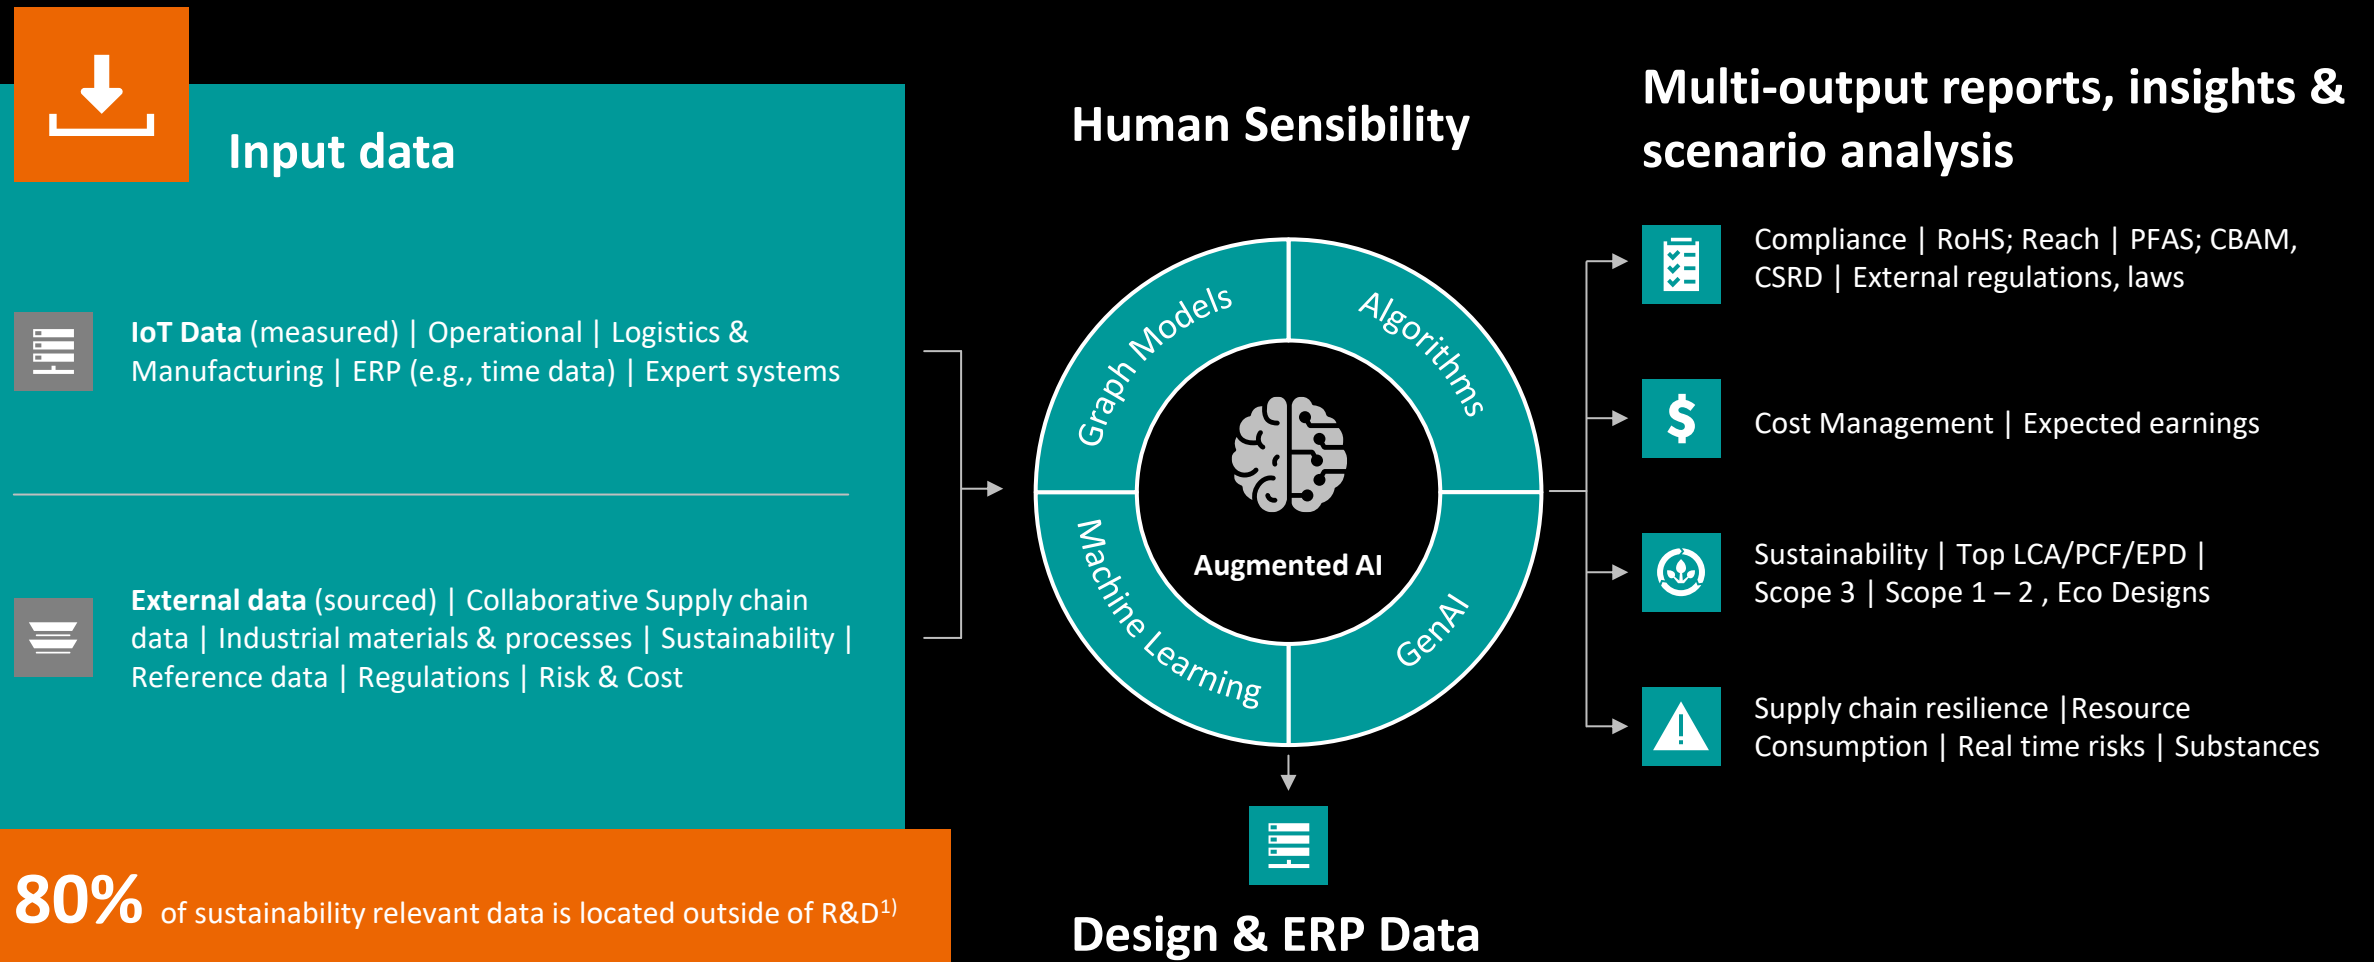 Input data
IoT Data (measured) | Operational | Logistics &
Manufacturing | ERP (e.g., time data) | Expert systems
External data (sourced) | Collaborative Supply chain
data | Industrial materials & processes | Sustainability |
Reference data | Regulations | Risk & Cost
80% of sustainability relevant data is located outside of R&D1)
Human Sensibility
Graph Models
Algorithms
Machine Learning
GenAI
Augmented AI
Design & ERP Data
Multi-output reports, insights &
scenario analysis
Compliance | RoHS; Reach | PFAS; CBAM,
CSRD | External regulations, laws
$
Cost Management | Expected earnings
Sustainability | Top LCA/PCF/EPD |
Scope 3 | Scope 1 – 2 , Eco Designs
Supply chain resilience |Resource
Consumption | Real time risks | Substances